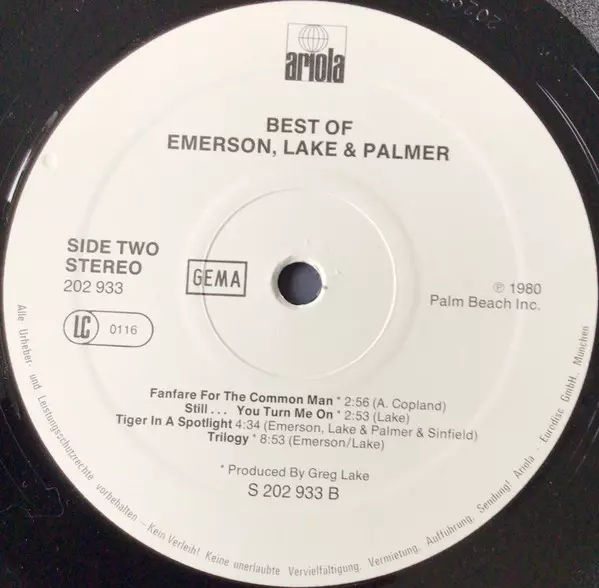 ariola
BEST OF
EMERSON, LAKE & PALMER
SIDE TWO
STEREO
202 933
GEMA
℗ 1980
Palm Beach Inc.
LC 0116
Fanfare For The Common Man * 2:56 (A. Copland)
Still... You Turn Me On * 2:53 (Lake)
Tiger In A Spotlight 4:34 (Emerson, Lake & Palmer & Sinfield)
Trilogy * 8:53 (Emerson/Lake)
* Produced By Greg Lake
S 202 933 B
Alle Urheber- und Leistungsschutzrechte vorbehalten – Kein Verleih! Keine unerlaubte Vervielfältigung, Vermietung, Aufführung, Sendung! Ariola - Eurodisc GmbH., München